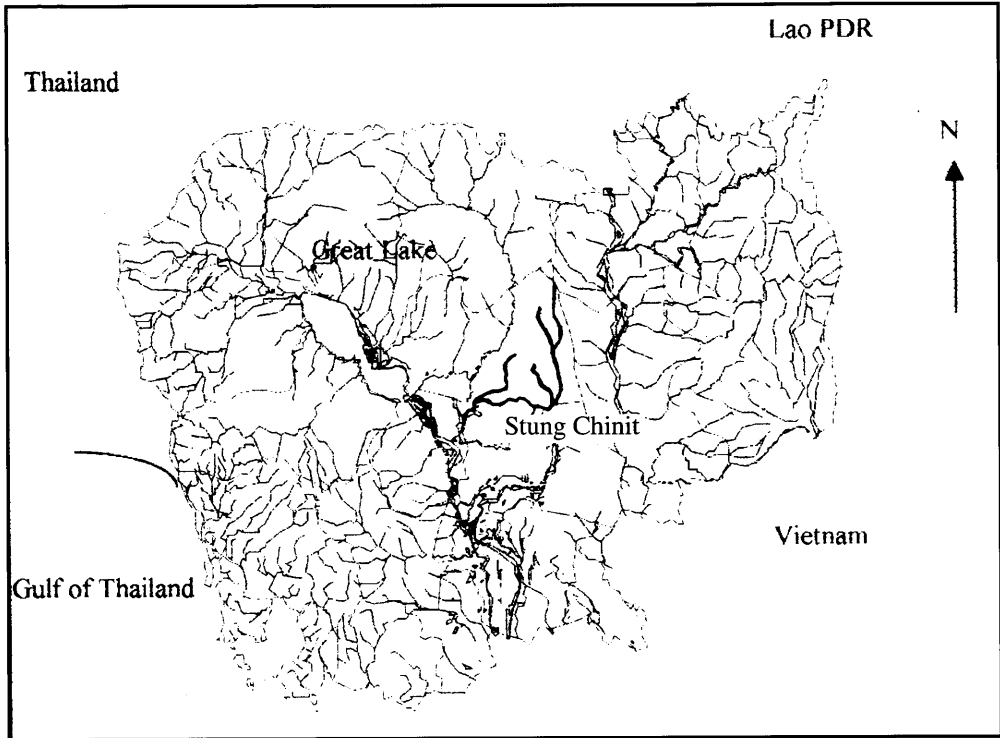 Lao PDR
Thailand
N
Great Lake
Stung Chinit
Vietnam
Gulf of Thailand